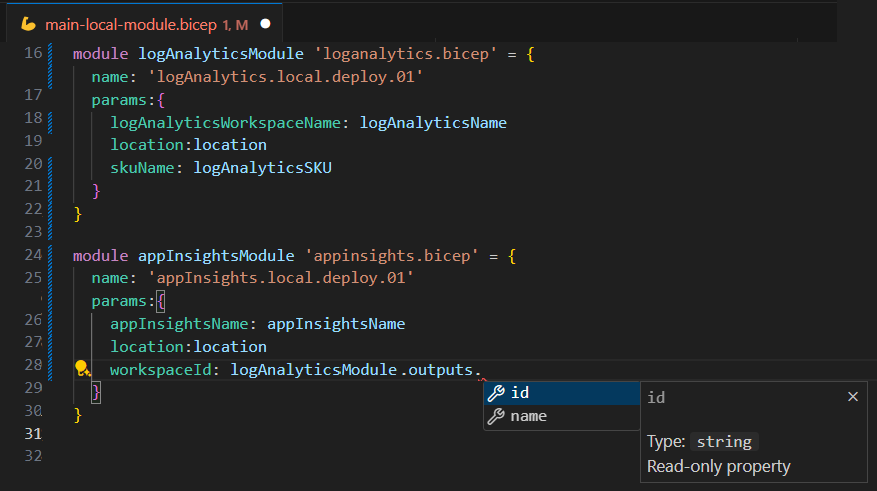 main-local-module.bicep 1, M
16 module logAnalyticsModule 'loganalytics.bicep' = {
name: 'logAnalytics.local.deploy.01'
17 params:{
18 logAnalyticsWorkspaceName: logAnalyticsName
19 location:location
20 skuName: logAnalyticsSKU
21 }
22 }
23
24 module appInsightsModule 'appinsights.bicep' = {
25 name: 'appInsights.local.deploy.01'
params:{
26 appInsightsName: appInsightsName
27 location:location
28 workspaceId: logAnalyticsModule.outputs.
29 }
id
id
30 }
name
31
Type: string
32
Read-only property